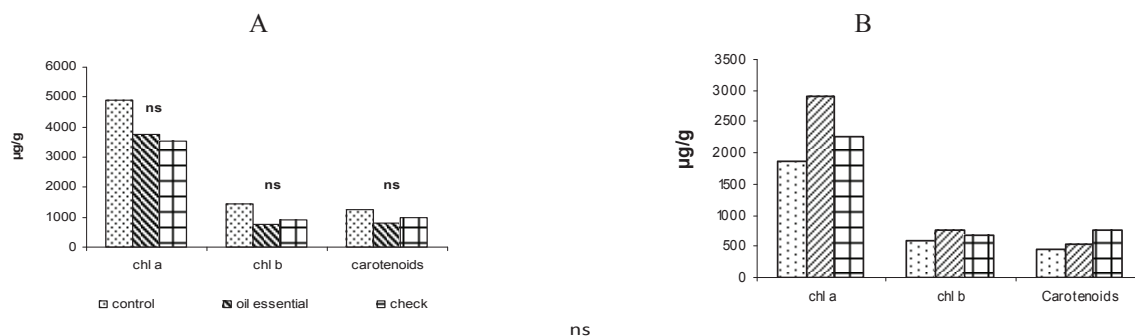 A
µg/g
6000
5000
4000
3000
2000
1000
0
ns
ns
ns
chl a
chl b
carotenoids
control
oil essential
check
B
µg/g
3500
3000
2500
2000
1500
1000
500
0
chl a
chl b
Carotenoids
ns